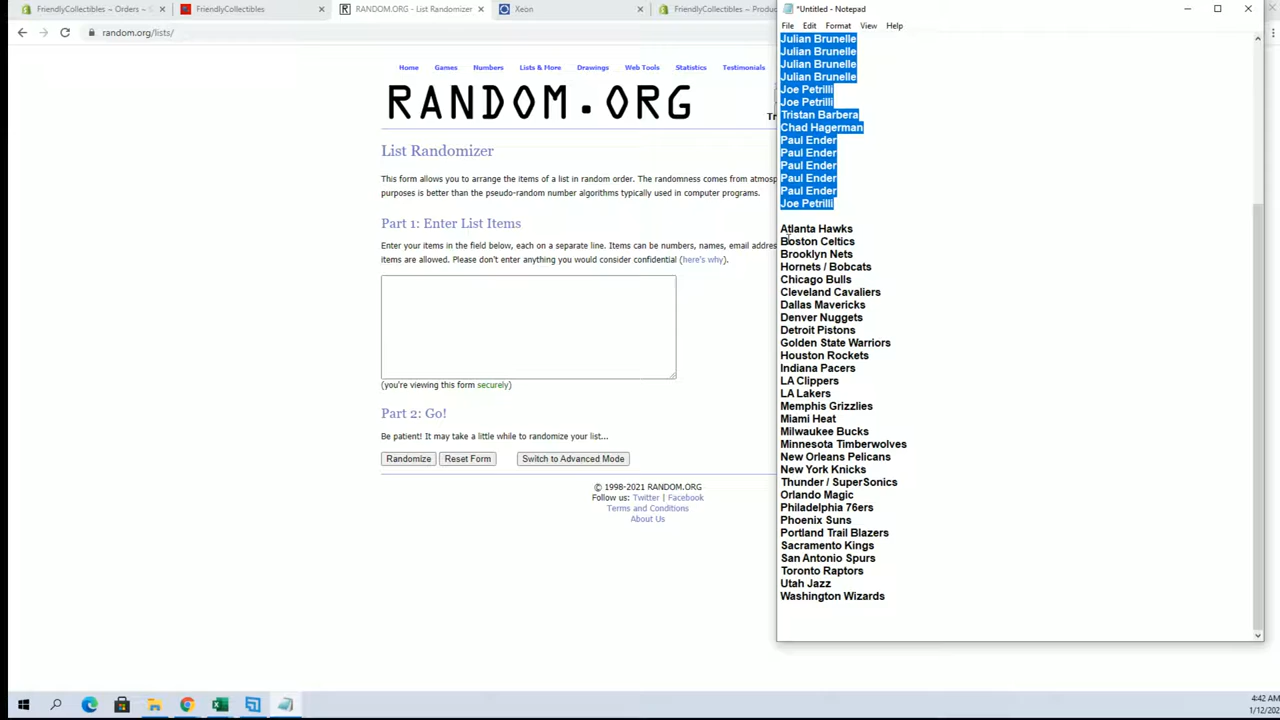 FriendlyCollectibles ~ Orders ~
FriendlyCollectibles
RANDOM.ORG - List Randomizer
Xeon
FriendlyCollectibles ~ Produc
random.org/lists/
Home Games Numbers Lists & More Drawings Web Tools Statistics Testimonials
RANDOM.ORG
List Randomizer
This form allows you to arrange the items of a list in random order. The randomness comes from atmosp
purposes is better than the pseudo-random number algorithms typically used in computer programs.
Part 1: Enter List Items
Enter your items in the field below, each on a separate line. Items can be numbers, names, email addres
items are allowed. Please don't enter anything you would consider confidential (here's why).
(you're viewing this form securely)
Part 2: Go!
Be patient! It may take a little while to randomize your list...
Randomize Reset Form Switch to Advanced Mode
© 1998-2021 RANDOM.ORG
Follow us: Twitter | Facebook
Terms and Conditions
About Us
*Untitled - Notepad
File Edit Format View Help
Julian Brunelle
Julian Brunelle
Julian Brunelle
Julian Brunelle
Joe Petrilli
Joe Petrilli
Tristan Barbera
Chad Hagerman
Paul Ender
Paul Ender
Paul Ender
Paul Ender
Paul Ender
Joe Petrilli
Atlanta Hawks
Boston Celtics
Brooklyn Nets
Hornets / Bobcats
Chicago Bulls
Cleveland Cavaliers
Dallas Mavericks
Denver Nuggets
Detroit Pistons
Golden State Warriors
Houston Rockets
Indiana Pacers
LA Clippers
LA Lakers
Memphis Grizzlies
Miami Heat
Milwaukee Bucks
Minnesota Timberwolves
New Orleans Pelicans
New York Knicks
Thunder / SuperSonics
Orlando Magic
Philadelphia 76ers
Phoenix Suns
Portland Trail Blazers
Sacramento Kings
San Antonio Spurs
Toronto Raptors
Utah Jazz
Washington Wizards
4:42 AM
1/12/202